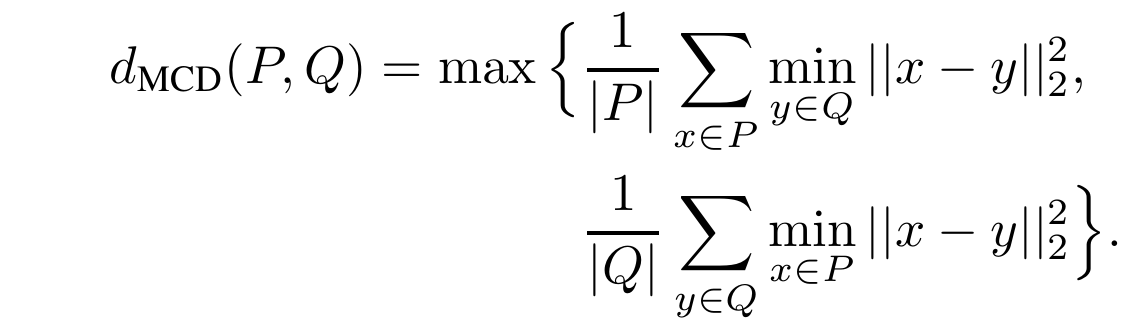 d_MCD(P, Q) = max { 1/|P| ∑_{x∈P} min_{y∈Q} ||x − y||_2^2,
1/|Q| ∑_{y∈Q} min_{x∈P} ||x − y||_2^2 }.